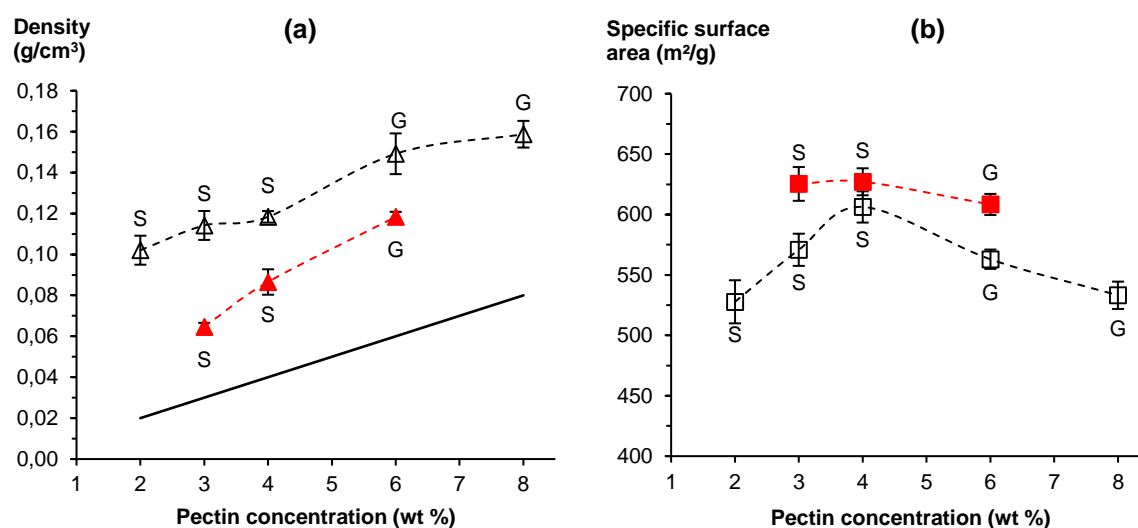 Density
(g/cm³)
(a)
0,18
0,16
0,14
0,12
0,10
0,08
0,06
0,04
0,02
0,00
S
S
S
G
G
S
S
G
1 2 3 4 5 6 7 8
Pectin concentration (wt %)
Specific surface
area (m²/g)
(b)
700
650
600
550
500
450
400
S
S
G
S
S
S
G
G
1 2 3 4 5 6 7 8
Pectin concentration (wt %)